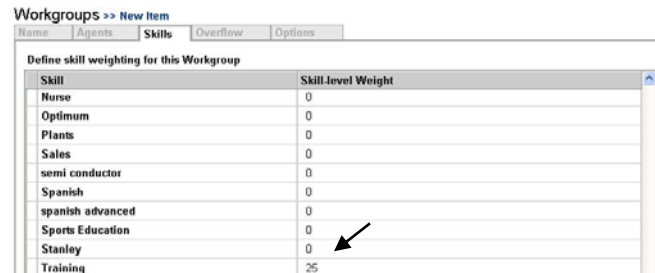 Workgroups >> New Item
Name Agents Skills Overflow Options
Define skill weighting for this Workgroup
Skill Skill-level Weight
Nurse 0
Optimum 0
Plants 0
Sales 0
semi conductor 0
Spanish 0
spanish advanced 0
Sports Education 0
Stanley 0
Training 25